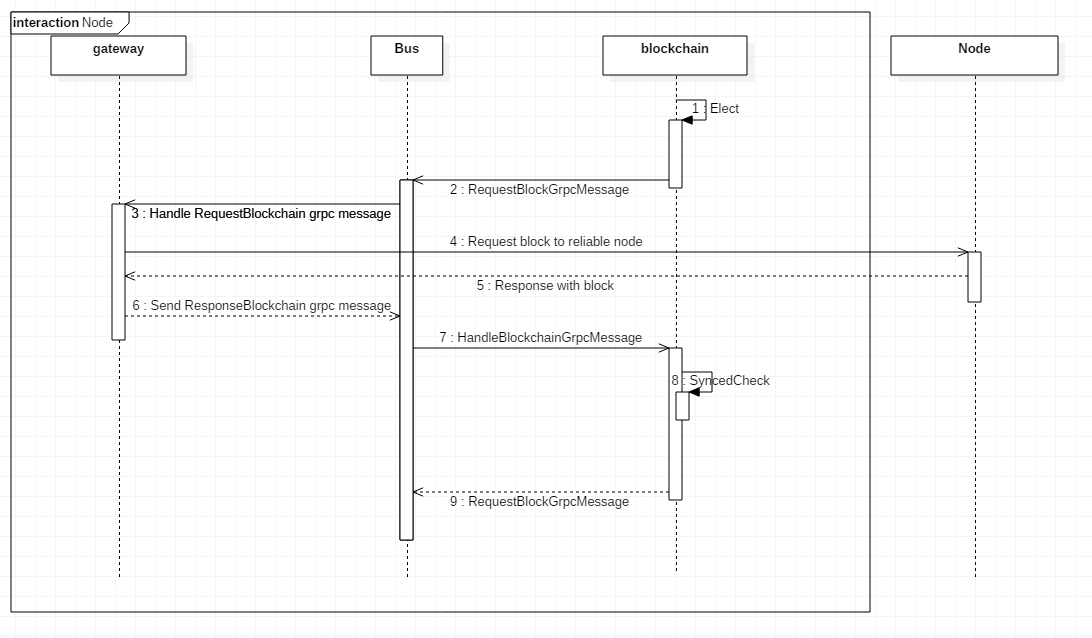 interaction Node
gateway
Bus
blockchain
Node
1 : Elect
2 : RequestBlockGrpcMessage
3 : Handle RequestBlockchain grpc message
4 : Request block to reliable node
5 : Response with block
6 : Send ResponseBlockchain grpc message
7 : HandleBlockchainGrpcMessage
8 : SyncedCheck
9 : RequestBlockGrpcMessage